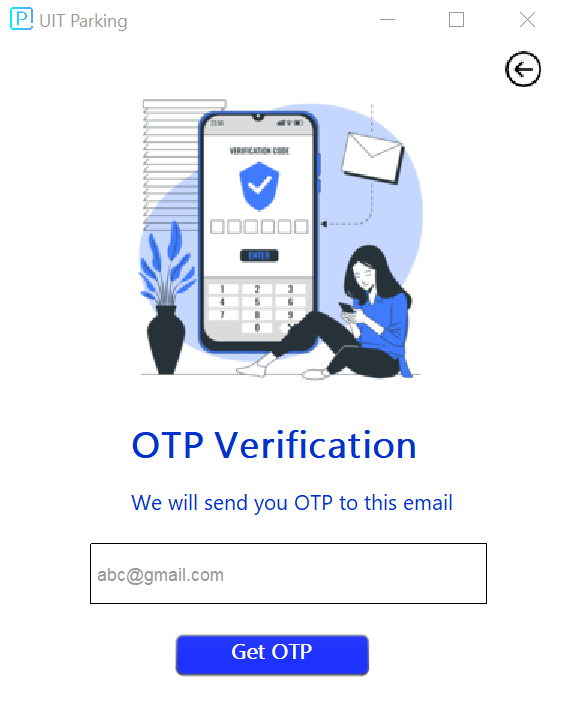 P UIT Parking
VERIFICATION CODE
ENTER
1 2 3
4 5 6
7 8 9
0
OTP Verification
We will send you OTP to this email
abc@gmail.com
Get OTP